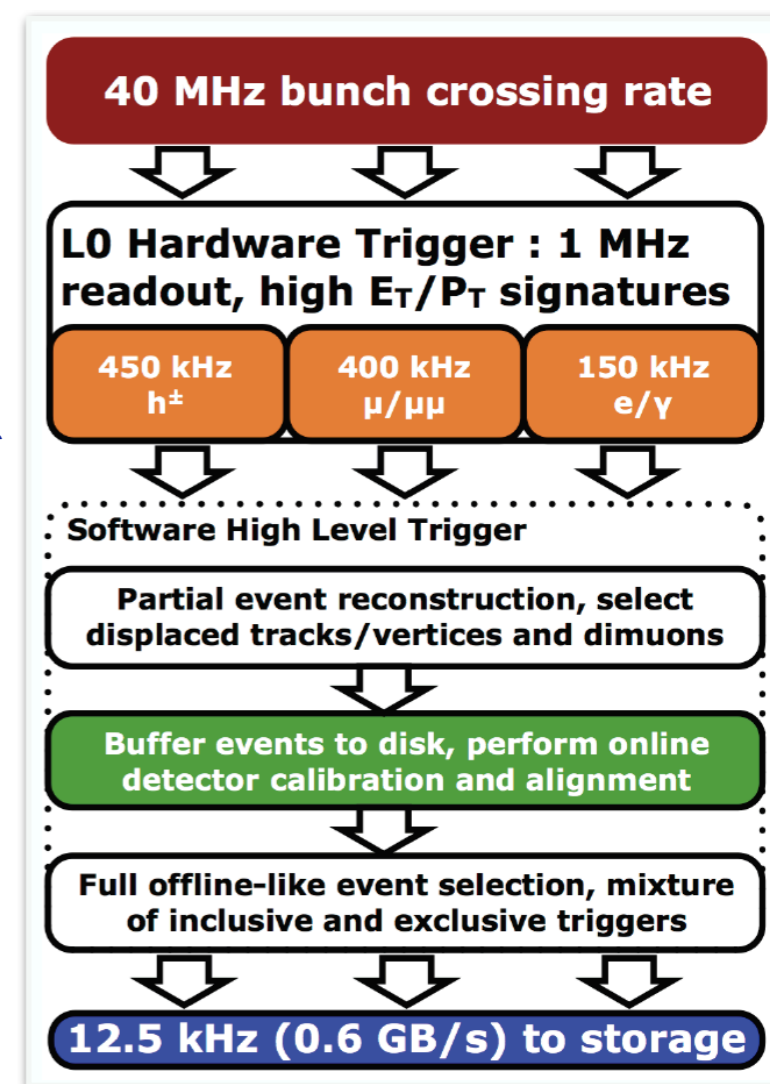 40 MHz bunch crossing rate
L0 Hardware Trigger : 1 MHz
readout, high Eᴛ/Pᴛ signatures
450 kHz
h±
400 kHz
µ/µµ
150 kHz
e/γ
Software High Level Trigger
Partial event reconstruction, select
displaced tracks/vertices and dimuons
Buffer events to disk, perform online
detector calibration and alignment
Full offline-like event selection, mixture
of inclusive and exclusive triggers
12.5 kHz (0.6 GB/s) to storage